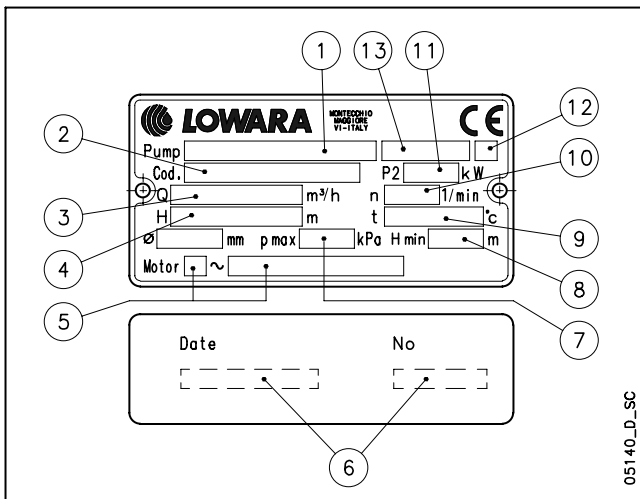 1 13 11
LOWARA MONTECCHIO MAGGIORE VI-ITALY CE 12
2 Pump
Cod. P2 kW 10
3 Q m³/h n 1/min
H m t °c 9
4 ø mm p max kPa H min m 8
5 Motor ~ 7
Date No
6
05140_D_SC